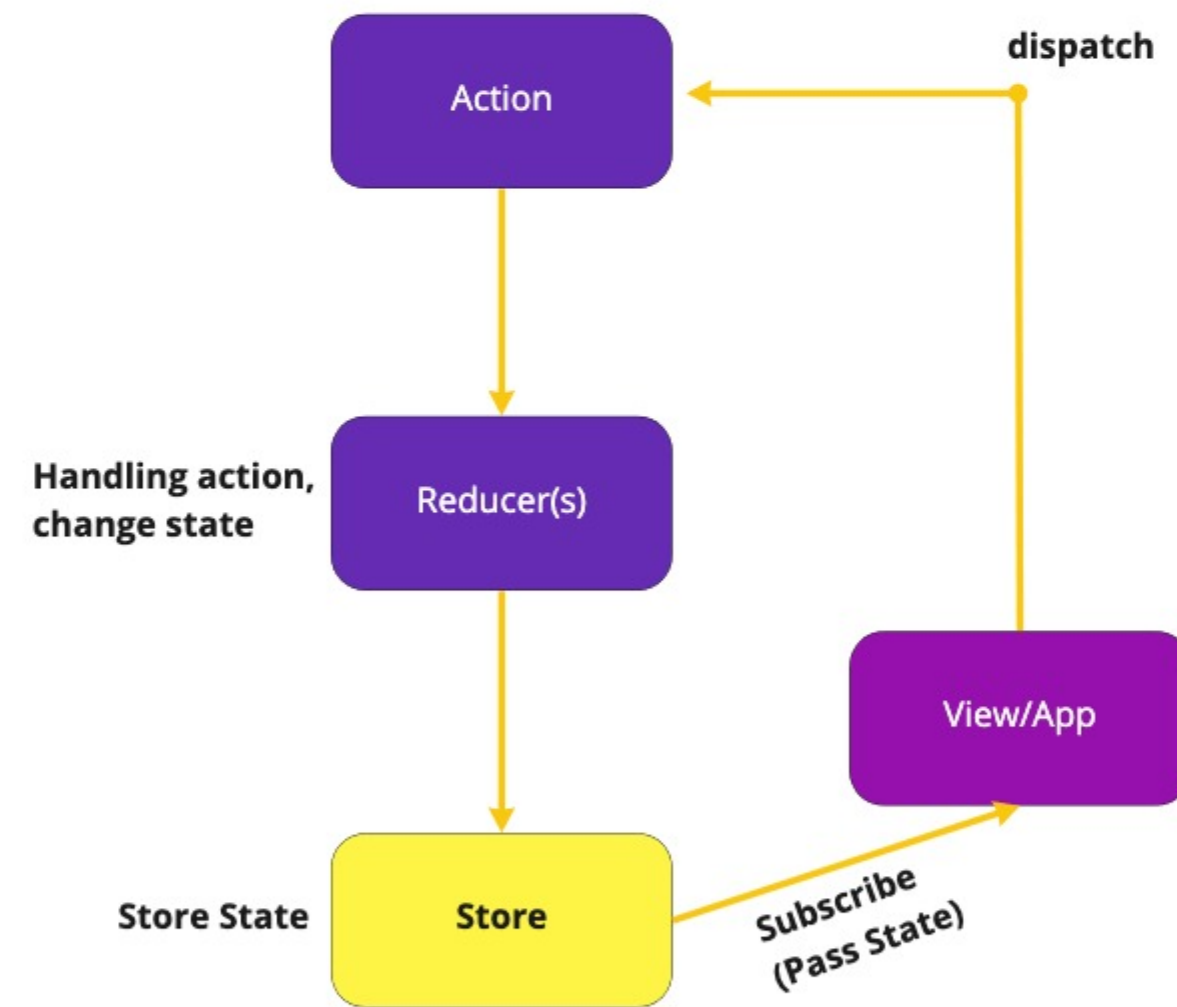 dispatch
Action
Handling action,
change state
Reducer(s)
View/App
Store State
Store
Subscribe
(Pass State)